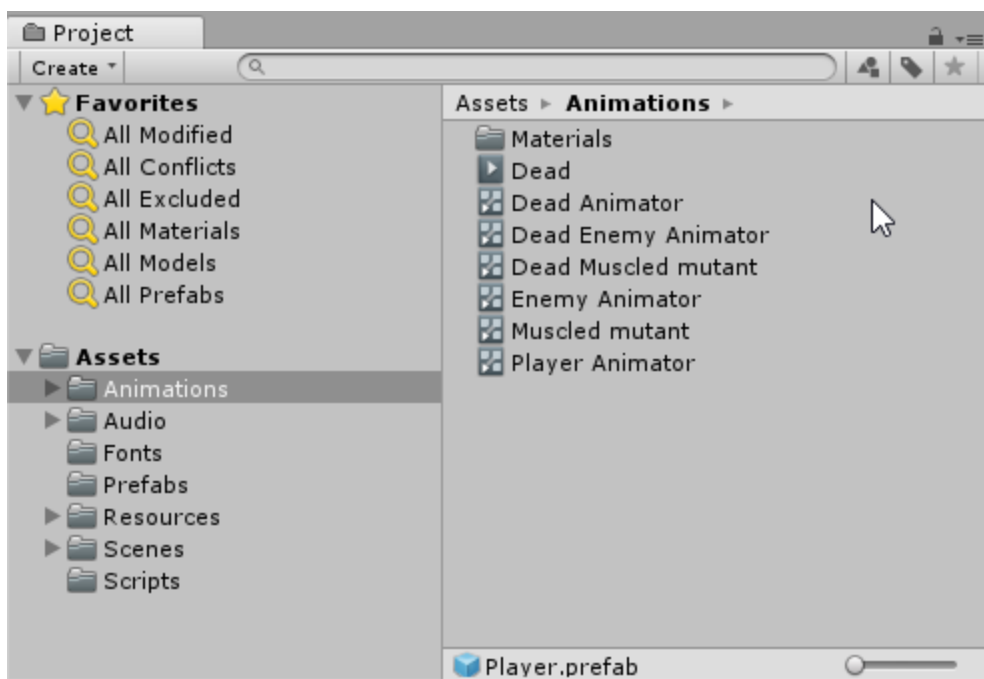 Project
Create
Favorites
All Modified
All Conflicts
All Excluded
All Materials
All Models
All Prefabs
Assets
Animations
Audio
Fonts
Prefabs
Resources
Scenes
Scripts
Assets Animations
Materials
Dead
Dead Animator
Dead Enemy Animator
Dead Muscled mutant
Enemy Animator
Muscled mutant
Player Animator
Player.prefab